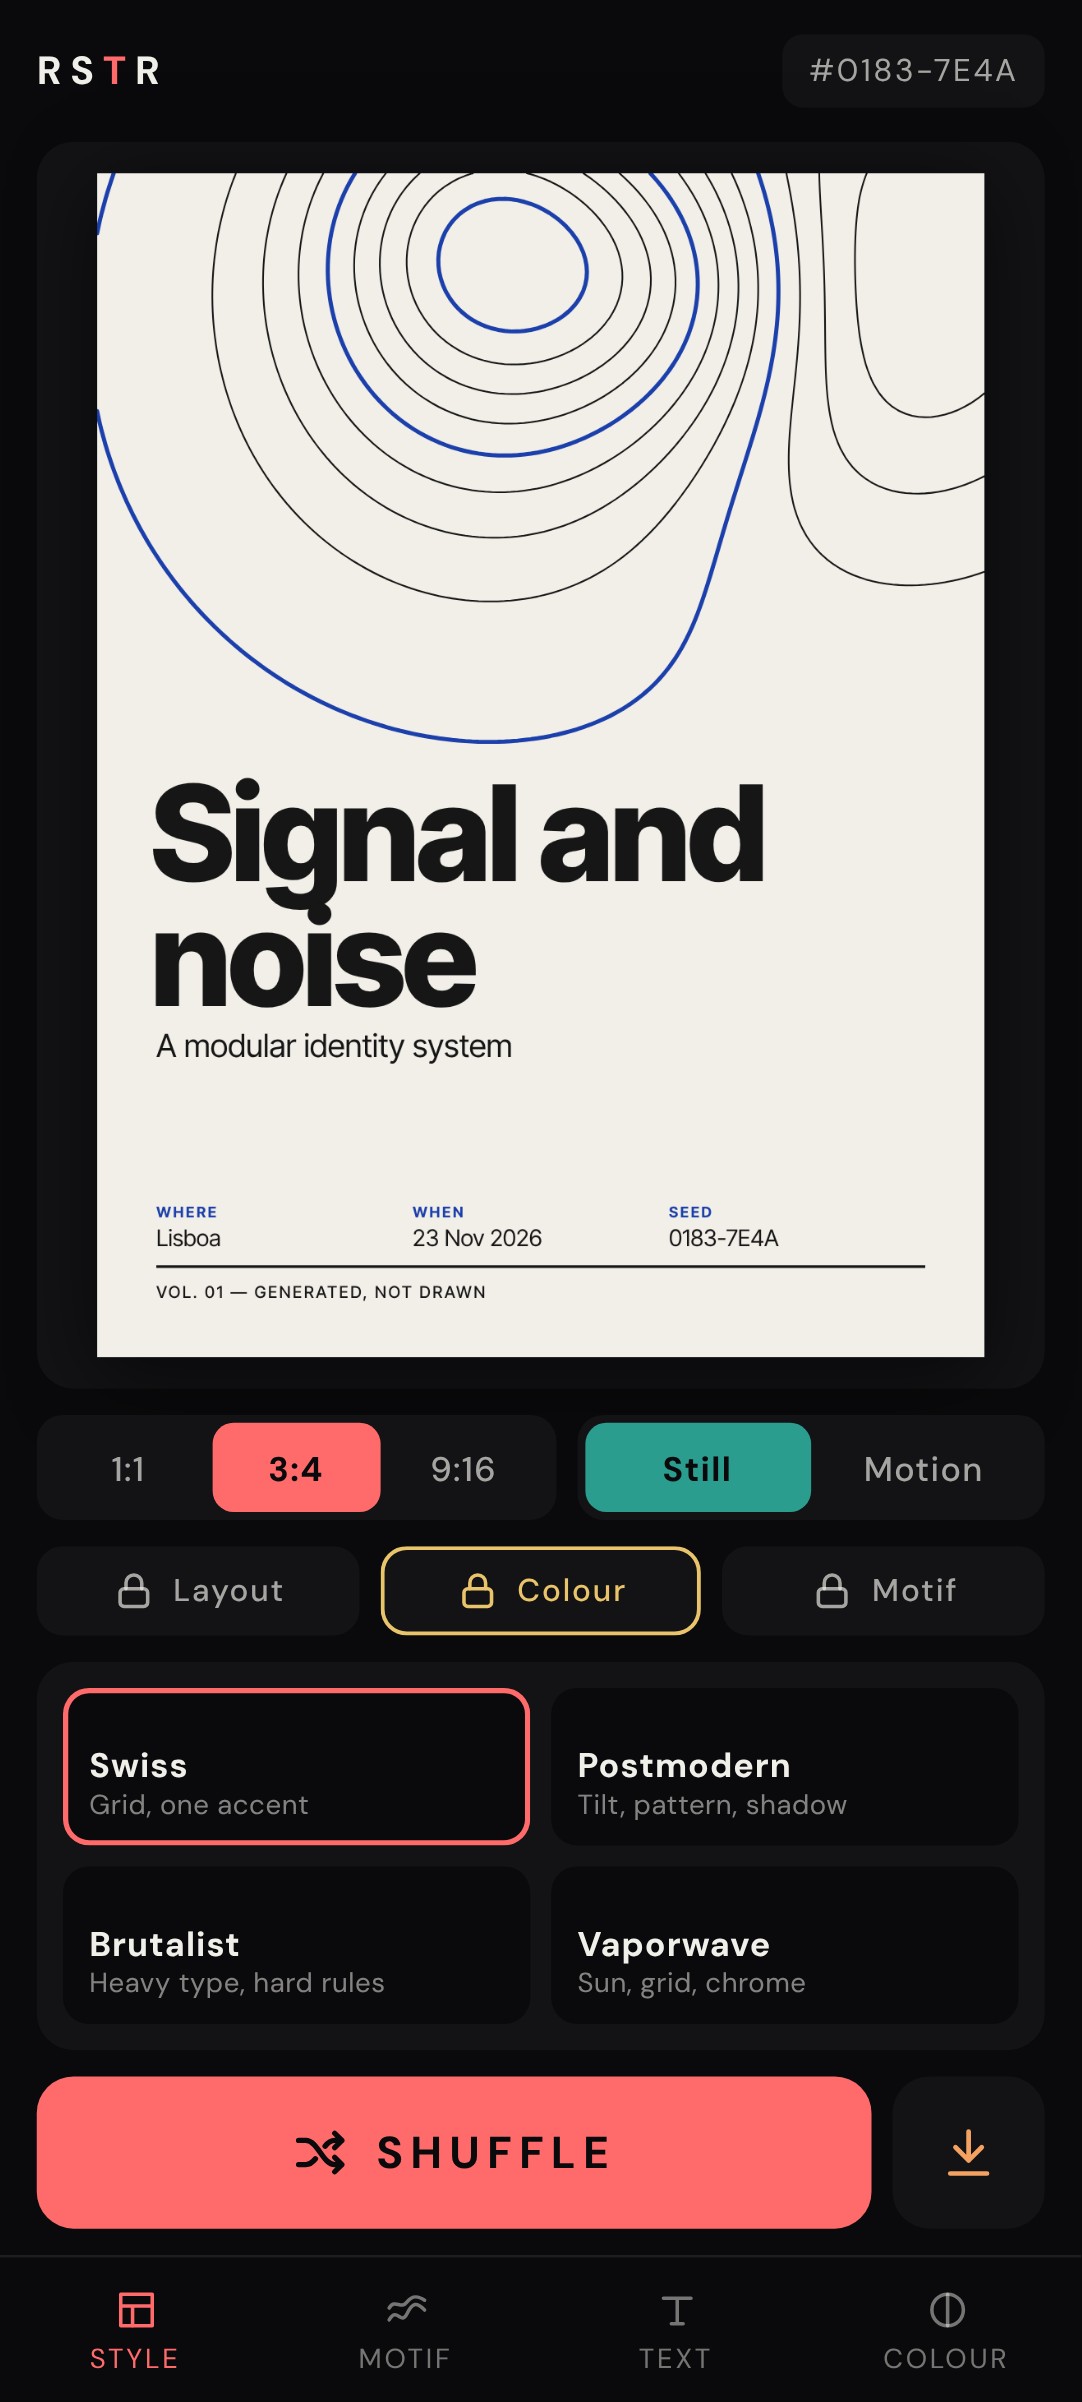 RSTR
#0183-7E4A
Signal and
noise
A modular identity system
WHERE
Lisboa
WHEN
23 Nov 2026
SEED
0183-7E4A
VOL. 01 — GENERATED, NOT DRAWN
1:1
3:4
9:16
Still
Motion
Layout
Colour
Motif
Swiss
Grid, one accent
Postmodern
Tilt, pattern, shadow
Brutalist
Heavy type, hard rules
Vaporwave
Sun, grid, chrome
SHUFFLE
STYLE
MOTIF
TEXT
COLOUR